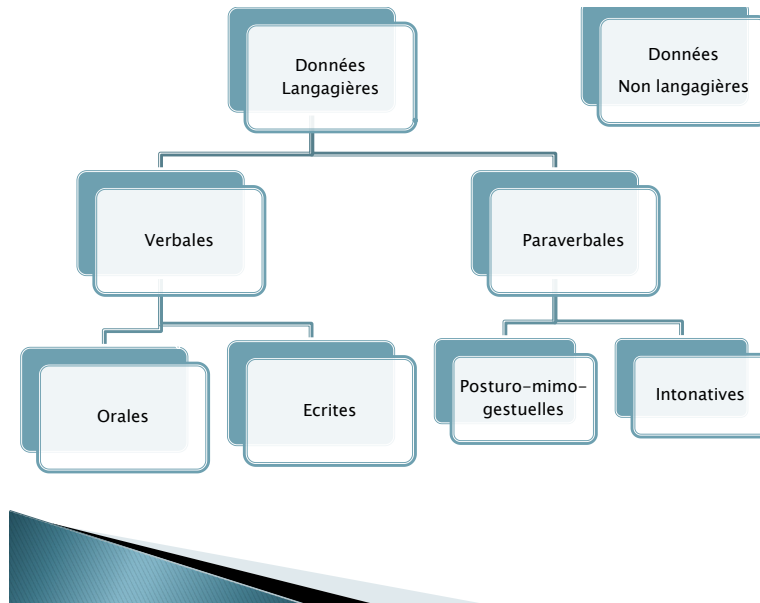 Données
Langagières
Données
Non langagières
Verbales
Paraverbales
Orales
Ecrites
Posturo-mimo-
gestuelles
Intonatives